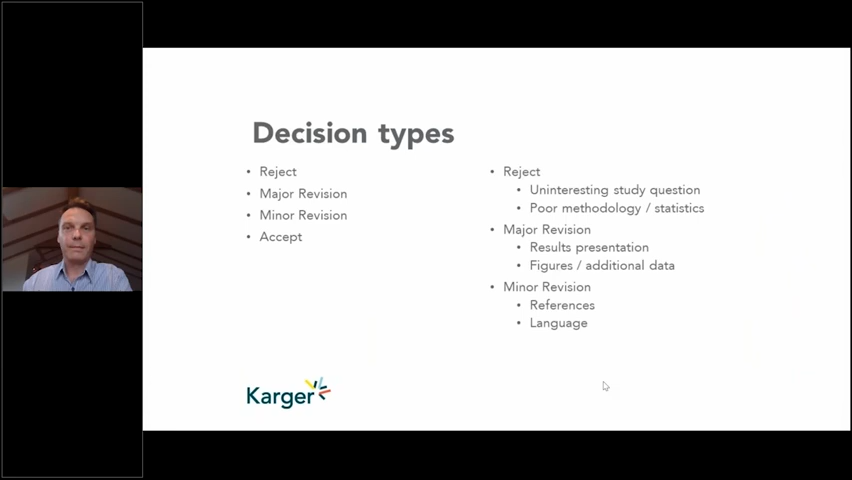 Decision types
• Reject
• Major Revision
• Minor Revision
• Accept
• Reject
• Uninteresting study question
• Poor methodology / statistics
• Major Revision
• Results presentation
• Figures / additional data
• Minor Revision
• References
• Language
Karger